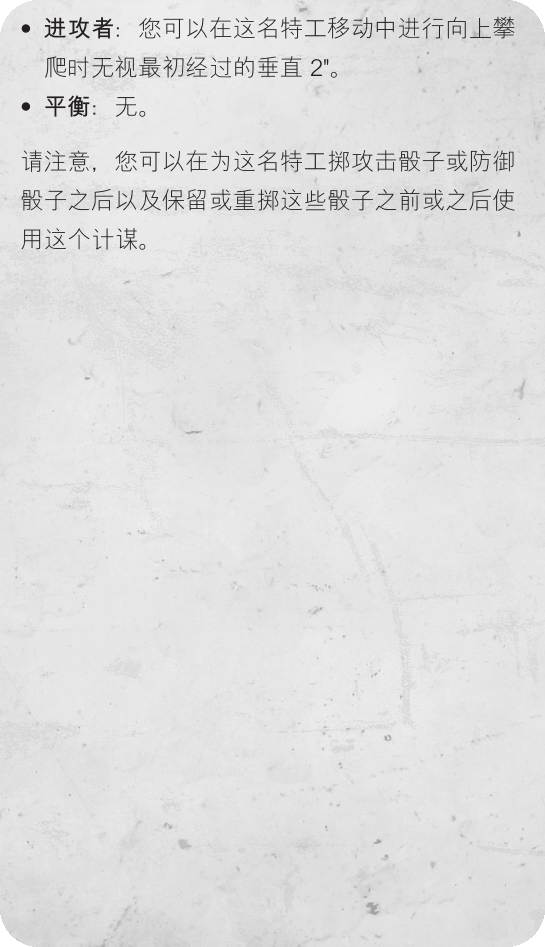 • 进攻者：您可以在这名特工移动中进行向上攀
爬时无视最初经过的垂直 2"。
• 平衡：无。
请注意，您可以在为这名特工掷攻击骰子或防御
骰子之后以及保留或重掷这些骰子之前或之后使
用这个计谋。